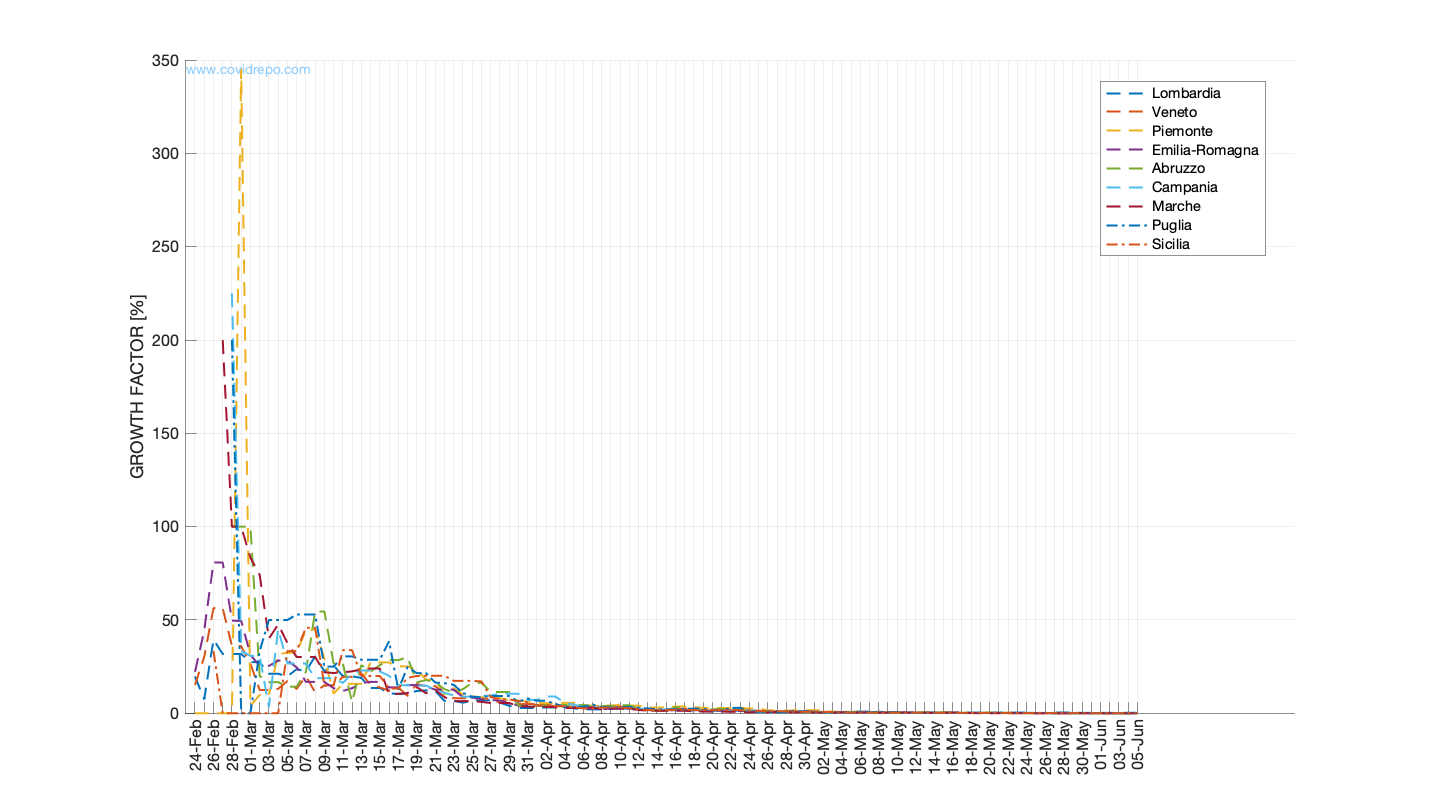 www.covidrepo.com
GROWTH FACTOR [%]
350
300
250
200
150
100
50
0
Lombardia
Veneto
Piemonte
Emilia-Romagna
Abruzzo
Campania
Marche
Puglia
Sicilia
24-Feb
26-Feb
28-Feb
01-Mar
03-Mar
05-Mar
07-Mar
09-Mar
11-Mar
13-Mar
15-Mar
17-Mar
19-Mar
21-Mar
23-Mar
25-Mar
27-Mar
29-Mar
31-Mar
02-Apr
04-Apr
06-Apr
08-Apr
10-Apr
12-Apr
14-Apr
16-Apr
18-Apr
20-Apr
22-Apr
24-Apr
26-Apr
28-Apr
30-Apr
02-May
04-May
06-May
08-May
10-May
12-May
14-May
16-May
18-May
20-May
22-May
24-May
26-May
28-May
30-May
01-Jun
03-Jun
05-Jun